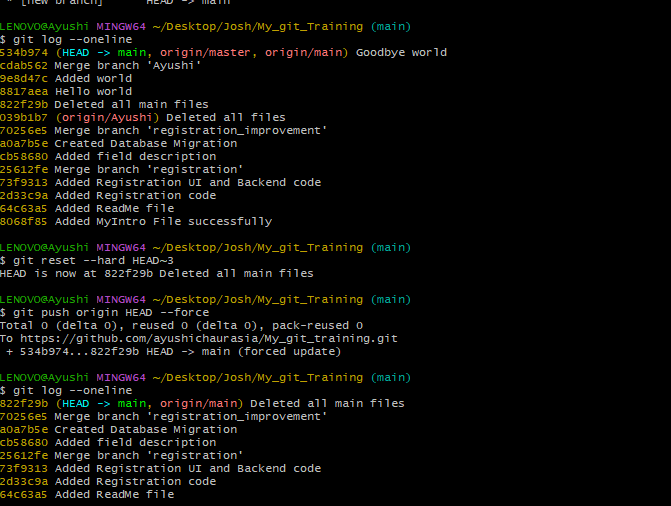 * [new branch]      HEAD -> main
LENOVO@Ayushi MINGW64 ~/Desktop/Josh/My_git_Training (main)
$ git log --oneline
534b974 (HEAD -> main, origin/master, origin/main) Goodbye world
cdab562 Merge branch 'Ayushi'
9e8d47c Added world
8817aea Hello world
822f29b Deleted all main files
039b1b7 (origin/Ayushi) Deleted all files
70256e5 Merge branch 'registration_improvement'
a0a7b5e Created Database Migration
cb58680 Added field description
25612fe Merge branch 'registration'
73f9313 Added Registration UI and Backend code
2d33c9a Added Registration code
64c63a5 Added ReadMe file
8068f85 Added MyIntro File successfully
LENOVO@Ayushi MINGW64 ~/Desktop/Josh/My_git_Training (main)
$ git reset --hard HEAD~3
HEAD is now at 822f29b Deleted all main files
LENOVO@Ayushi MINGW64 ~/Desktop/Josh/My_git_Training (main)
$ git push origin HEAD --force
Total 0 (delta 0), reused 0 (delta 0), pack-reused 0
To https://github.com/ayushichaurasia/My_git_training.git
 + 534b974...822f29b HEAD -> main (forced update)
LENOVO@Ayushi MINGW64 ~/Desktop/Josh/My_git_Training (main)
$ git log --oneline
822f29b (HEAD -> main, origin/main) Deleted all main files
70256e5 Merge branch 'registration_improvement'
a0a7b5e Created Database Migration
cb58680 Added field description
25612fe Merge branch 'registration'
73f9313 Added Registration UI and Backend code
2d33c9a Added Registration code
64c63a5 Added ReadMe file